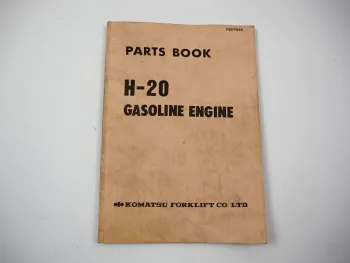 PARTS BOOK
H-20
GASOLINE ENGINE
KOMATSU FORKLIFT CO LTD